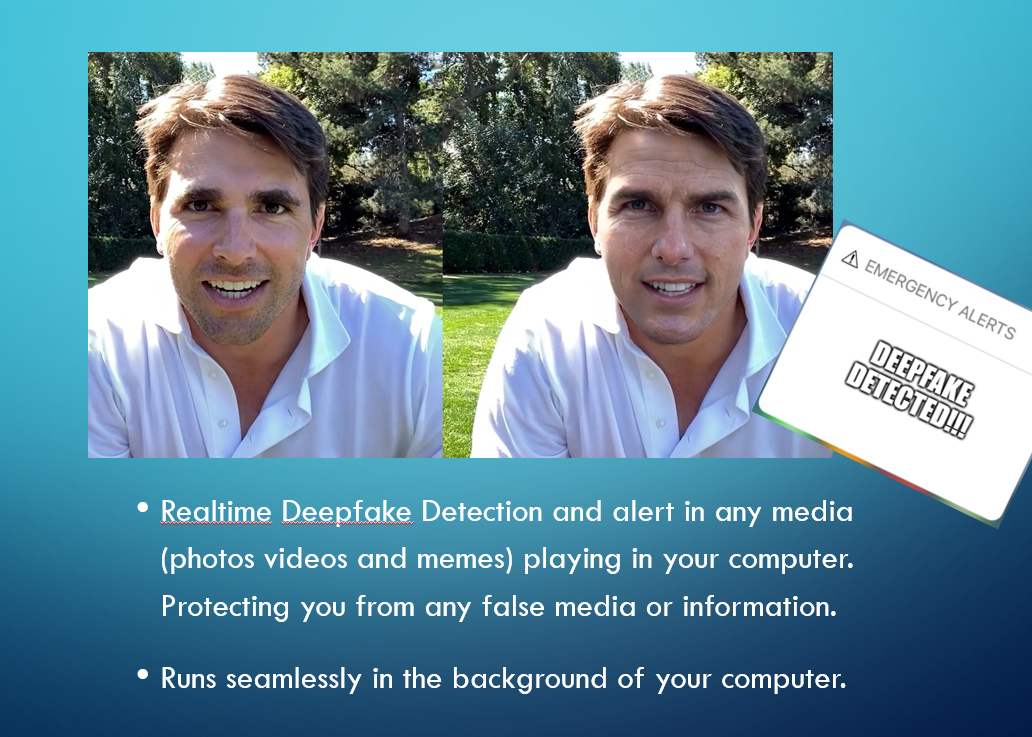 ⚠ EMERGENCY ALERTS
DEEPFAKE
DETECTED!!!
• Realtime Deepfake Detection and alert in any media
(photos videos and memes) playing in your computer.
Protecting you from any false media or information.
• Runs seamlessly in the background of your computer.